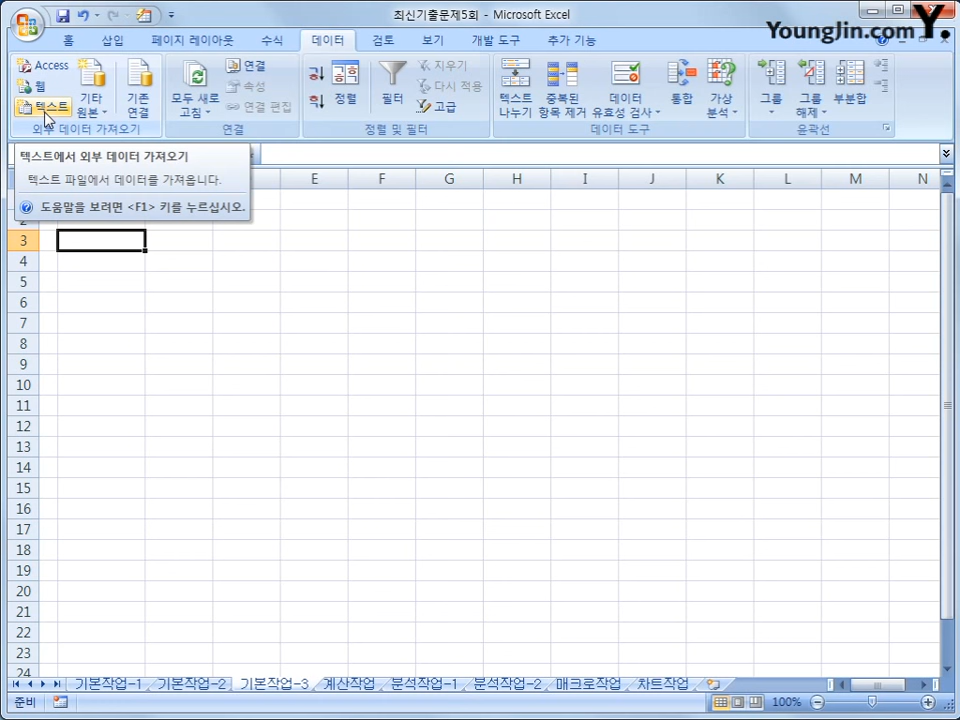 최신기출문제5회 - Microsoft Excel
YoungJin.com Y.
홈 삽입 페이지 레이아웃 수식 데이터 검토 보기 개발 도구 추가 기능
Access
웹
텍스트
기타 원본
기존 연결
외부 데이터 가져오기
모두 새로 고침
연결
속성
연결 편집
연결
정렬
필터
지우기
다시 적용
고급
정렬 및 필터
텍스트 나누기
중복된 항목 제거
데이터 유효성 검사
통합
가상 분석
데이터 도구
그룹
그룹 해제
부분합
윤곽선
텍스트에서 외부 데이터 가져오기
텍스트 파일에서 데이터를 가져옵니다.
도움말을 보려면 <F1> 키를 누르십시오.
E F G H I J K L M N
3
4
5
6
7
8
9
10
11
12
13
14
15
16
17
18
19
20
21
22
23
24
기본작업-1 기본작업-2 기본작업-3 계산작업 분석작업-1 분석작업-2 매크로작업 차트작업
준비 100%